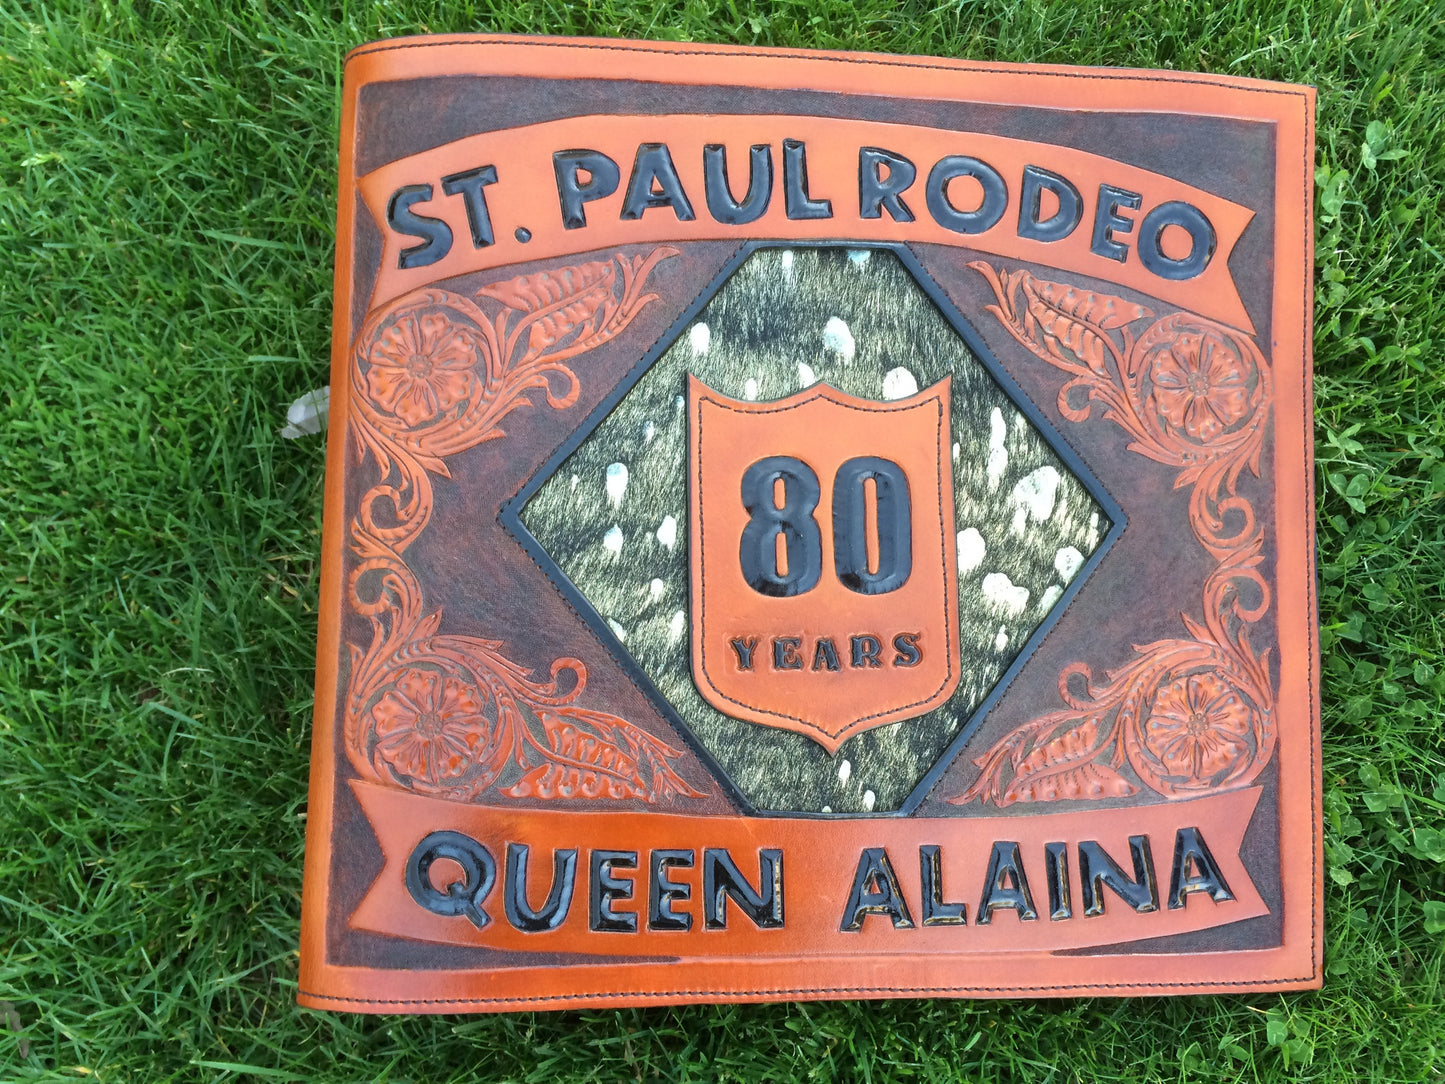 ST. PAUL RODEO
80
YEARS
QUEEN ALAINA